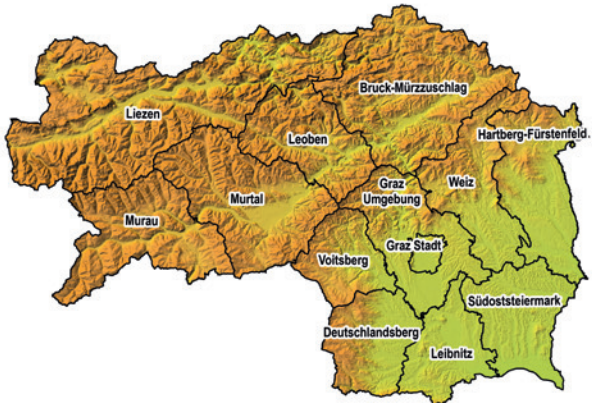 Bruck-Mürzzuschlag
Liezen
Hartberg-Fürstenfeld
Leoben
Graz
Umgebung
Weiz
Murtal
Murau
Graz Stadt
Voitsberg
Südoststeiermark
Deutschlandsberg
Leibnitz